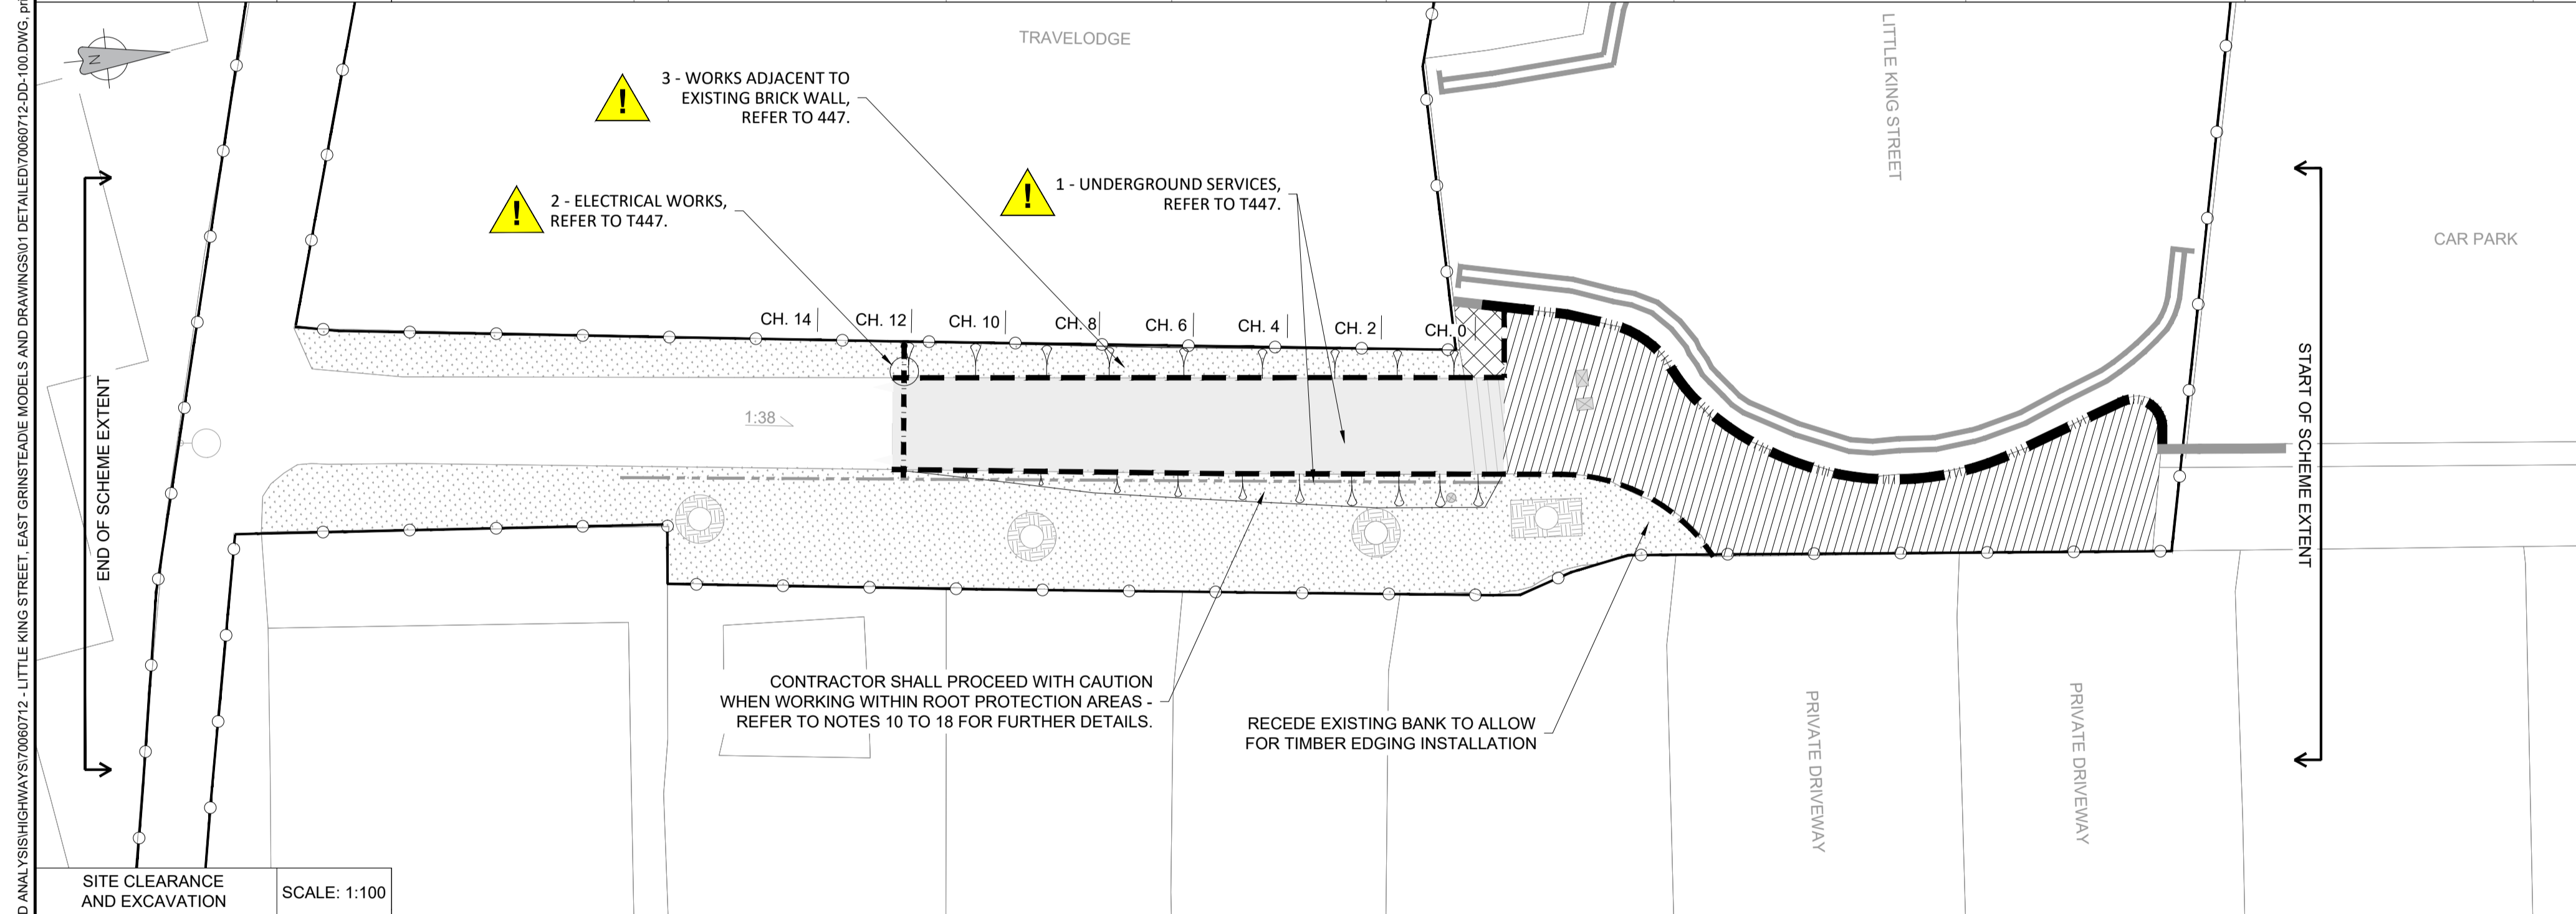 D ANALYSIS\HIGHWAYS\70060712 - LITTLE KING STREET, EAST GRINSTEAD\E MODELS AND DRAWINGS\01 DETAILED\70060712-DD-100.DWG, pri
N
TRAVELODGE
LITTLE KING STREET
3 - WORKS ADJACENT TO
EXISTING BRICK WALL,
REFER TO 447.
!
2 - ELECTRICAL WORKS,
REFER TO T447.
!
1 - UNDERGROUND SERVICES,
REFER TO T447.
!
CAR PARK
CH. 14
CH. 12
CH. 10
CH. 8
CH. 6
CH. 4
CH. 2
CH. 0
1:38
END OF SCHEME EXTENT
START OF SCHEME EXTENT
CONTRACTOR SHALL PROCEED WITH CAUTION
WHEN WORKING WITHIN ROOT PROTECTION AREAS -
REFER TO NOTES 10 TO 18 FOR FURTHER DETAILS.
RECEDE EXISTING BANK TO ALLOW
FOR TIMBER EDGING INSTALLATION
PRIVATE DRIVEWAY
PRIVATE DRIVEWAY
SITE CLEARANCE
AND EXCAVATION
SCALE: 1:100